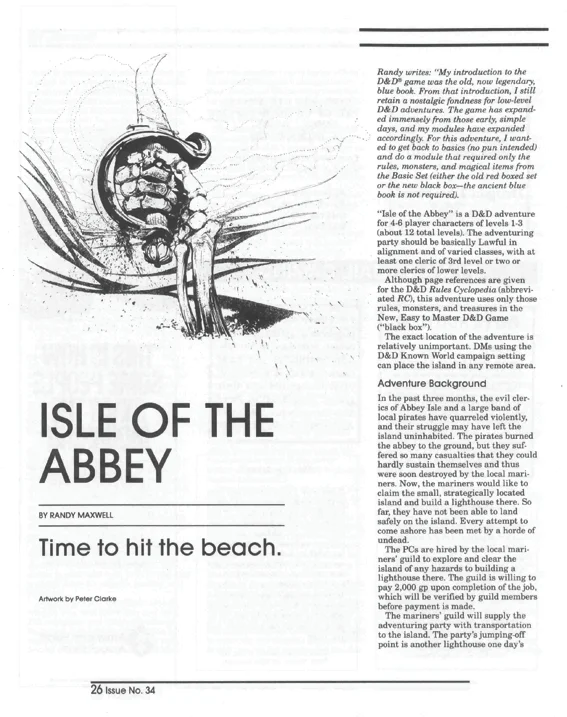 ISLE OF THE
ABBEY
BY RANDY MAXWELL
Time to hit the beach.
Artwork by Peter Clarke
Randy writes: "My introduction to the
D&D® game was the old, now legendary,
blue book. From that introduction, I still
retain a nostalgic fondness for low-level
D&D adventures. The game has expand-
ed immensely from those early, simple
days, and my modules have expanded
accordingly. For this adventure, I want-
ed to get back to basics (no pun intended)
and do a module that required only the
rules, monsters, and magical items from
the Basic Set (either the old red boxed set
or the new black box—the ancient blue
book is not required).
"Isle of the Abbey" is a D&D adventure
for 4-6 player characters of levels 1-3
(about 12 total levels). The adventuring
party should be basically Lawful in
alignment and of varied classes, with at
least one cleric of 3rd level or two or
more clerics of lower levels.
Although page references are given
for the D&D Rules Cyclopedia (abbrevi-
ated RC), this adventure uses only those
rules, monsters, and treasures in the
New, Easy to Master D&D Game
("black box").
The exact location of the adventure is
relatively unimportant. DMs using the
D&D Known World campaign setting
can place the island in any remote area.
Adventure Background
In the past three months, the evil cler-
ics of Abbey Isle and a large band of
local pirates have quarreled violently,
and their struggle may have left the
island uninhabited. The pirates burned
the abbey to the ground, but they suf-
fered so many casualties that they could
hardly sustain themselves and thus
were soon destroyed by the local mari-
ners. Now, the mariners would like to
claim the small, strategically located
island and build a lighthouse there. So
far, they have not been able to land
safely on the island. Every attempt to
come ashore has been met by a horde of
undead.
The PCs are hired by the local mari-
ners' guild to explore and clear the
island of any hazards to building a
lighthouse there. The guild is willing to
pay 2,000 gp upon completion of the job,
which will be verified by guild members
before payment is made.
The mariners' guild will supply the
adventuring party with transportation
to the island. The party's jumping-off
point is another lighthouse one day's
26 Issue No. 34